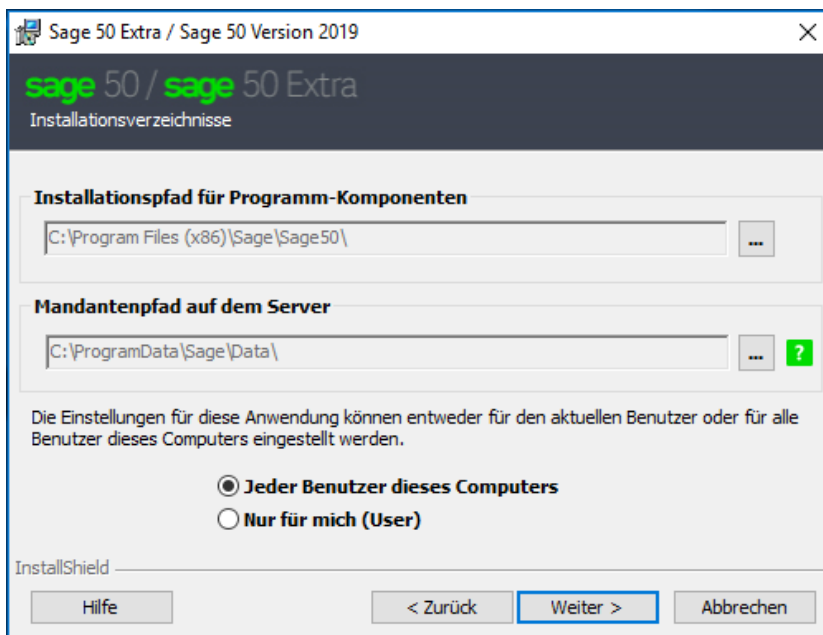 Sage 50 Extra / Sage 50 Version 2019
sage 50 / sage 50 Extra
Installationsverzeichnisse
Installationspfad für Programm-Komponenten
C:\Program Files (x86)\Sage\Sage50\
...
Mandantenpfad auf dem Server
C:\ProgramData\Sage\Data\
... ?
Die Einstellungen für diese Anwendung können entweder für den aktuellen Benutzer oder für alle
Benutzer dieses Computers eingestellt werden.
Jeder Benutzer dieses Computers
Nur für mich (User)
InstallShield
Hilfe < Zurück Weiter > Abbrechen